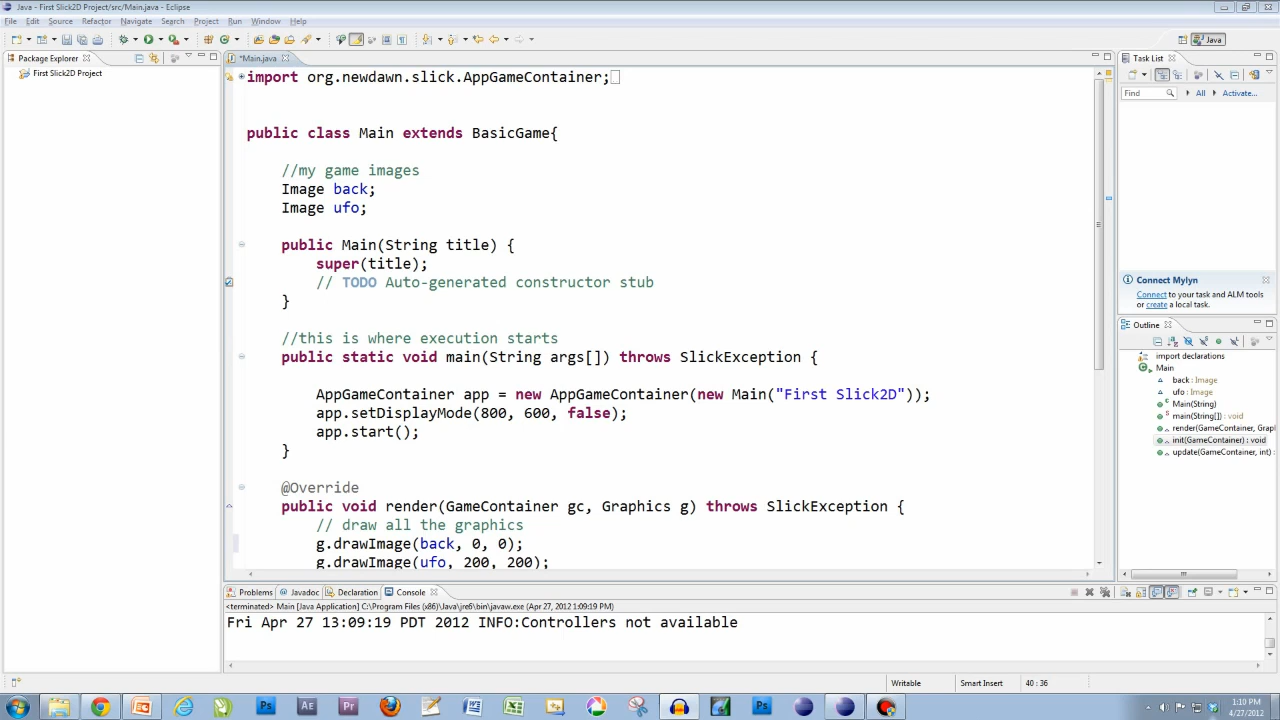 Java - First Slick2D Project/src/Main.java - Eclipse
File Edit Source Refactor Navigate Search Project Run Window Help
Java
Package Explorer
First Slick2D Project
*Main.java
import org.newdawn.slick.AppGameContainer;
public class Main extends BasicGame{
//my game images
Image back;
Image ufo;
public Main(String title) {
super(title);
// TODO Auto-generated constructor stub
}
//this is where execution starts
public static void main(String args[]) throws SlickException {
AppGameContainer app = new AppGameContainer(new Main("First Slick2D"));
app.setDisplayMode(800, 600, false);
app.start();
}
@Override
public void render(GameContainer gc, Graphics g) throws SlickException {
// draw all the graphics
g.drawImage(back, 0, 0);
g.drawImage(ufo, 200, 200);
Task List
Find All Activate...
Connect Mylyn
Connect to your task and ALM tools
or create a local task.
Outline
import declarations
Main
back : Image
ufo : Image
Main(String)
main(String[]) : void
render(GameContainer, Grap
init(GameContainer) : void
update(GameContainer, int) :
Problems Javadoc Declaration Console
<terminated> Main [Java Application] C:\Program Files (x86)\Java\jre6\bin\javaw.exe (Apr 27, 2012 1:09:19 PM)
Fri Apr 27 13:09:19 PDT 2012 INFO:Controllers not available
Writable Smart Insert 40 : 36
Ps Ae Pr Ps
1:10 PM
4/27/2012